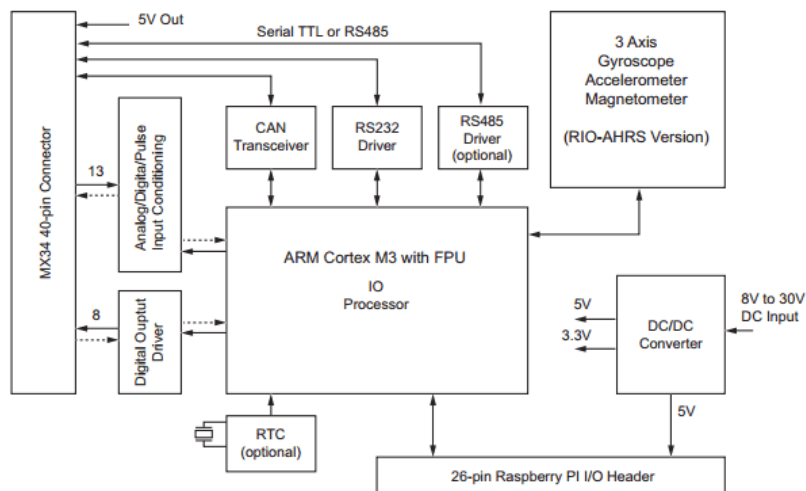 5V Out
Serial TTL or RS485
3 Axis
Gyroscope
Accelerometer
Magnetometer
(RIO-AHRS Version)
MX34 40-pin Connector
13
Analog/Digita/Pulse
Input Conditioning
CAN
Transceiver
RS232
Driver
RS485
Driver
(optional)
ARM Cortex M3 with FPU
IO
Processor
8
Digital Ouptut
Driver
5V
3.3V
DC/DC
Converter
8V to 30V
DC Input
5V
RTC
(optional)
26-pin Raspberry PI I/O Header